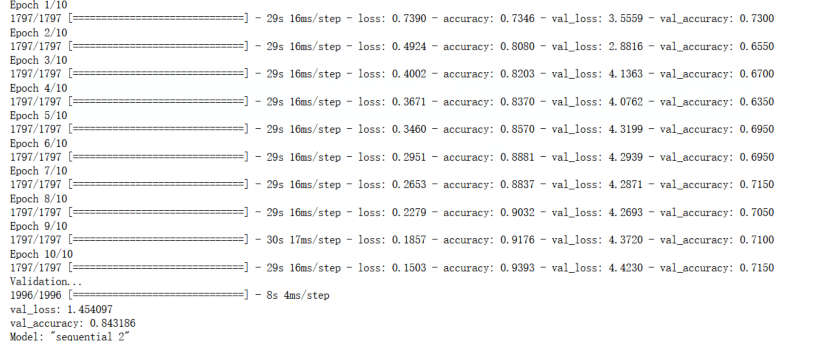 Epoch 1/10
1797/1797 [==============================] - 29s 16ms/step - loss: 0.7390 - accuracy: 0.7346 - val_loss: 3.5559 - val_accuracy: 0.7300
Epoch 2/10
1797/1797 [==============================] - 29s 16ms/step - loss: 0.4924 - accuracy: 0.8080 - val_loss: 2.8816 - val_accuracy: 0.6550
Epoch 3/10
1797/1797 [==============================] - 29s 16ms/step - loss: 0.4002 - accuracy: 0.8203 - val_loss: 4.1363 - val_accuracy: 0.6700
Epoch 4/10
1797/1797 [==============================] - 29s 16ms/step - loss: 0.3671 - accuracy: 0.8370 - val_loss: 4.0762 - val_accuracy: 0.6350
Epoch 5/10
1797/1797 [==============================] - 29s 16ms/step - loss: 0.3460 - accuracy: 0.8570 - val_loss: 4.3199 - val_accuracy: 0.6950
Epoch 6/10
1797/1797 [==============================] - 29s 16ms/step - loss: 0.2951 - accuracy: 0.8881 - val_loss: 4.2939 - val_accuracy: 0.6950
Epoch 7/10
1797/1797 [==============================] - 29s 16ms/step - loss: 0.2653 - accuracy: 0.8837 - val_loss: 4.2871 - val_accuracy: 0.7150
Epoch 8/10
1797/1797 [==============================] - 29s 16ms/step - loss: 0.2279 - accuracy: 0.9032 - val_loss: 4.2693 - val_accuracy: 0.7050
Epoch 9/10
1797/1797 [==============================] - 30s 17ms/step - loss: 0.1857 - accuracy: 0.9176 - val_loss: 4.3720 - val_accuracy: 0.7100
Epoch 10/10
1797/1797 [==============================] - 29s 16ms/step - loss: 0.1503 - accuracy: 0.9393 - val_loss: 4.4230 - val_accuracy: 0.7150
Validation...
1996/1996 [==============================] - 8s 4ms/step
val_loss: 1.454097
val_accuracy: 0.843186
Model: "sequential_2"